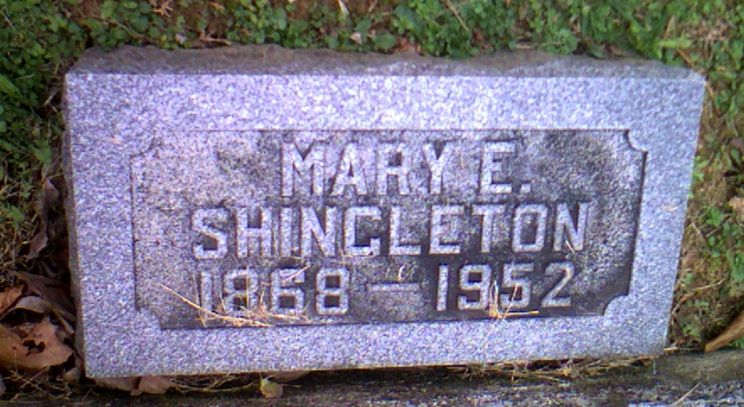 MARY E.
SHINGLETON
1868 — 1952